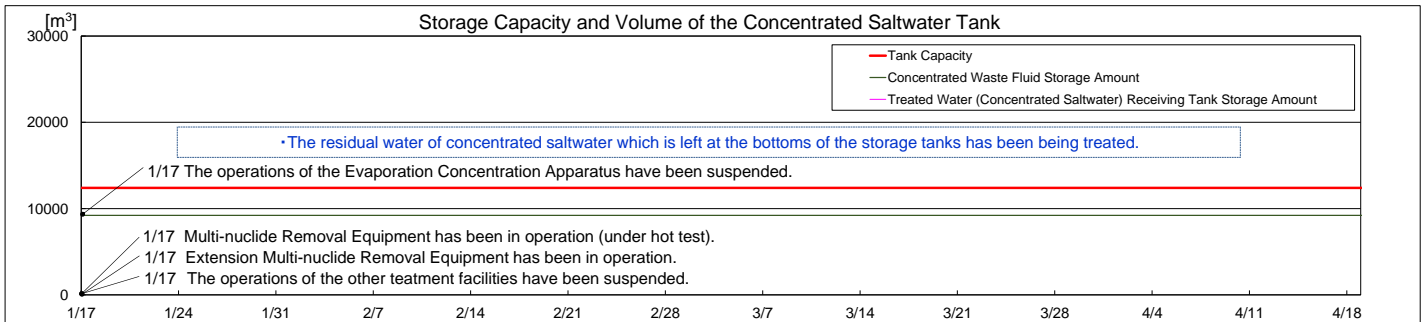 [m³]
Storage Capacity and Volume of the Concentrated Saltwater Tank
30000
Tank Capacity
Concentrated Waste Fluid Storage Amount
Treated Water (Concentrated Saltwater) Receiving Tank Storage Amount
20000
・The residual water of concentrated saltwater which is left at the bottoms of the storage tanks has been being treated.
1/17 The operations of the Evaporation Concentration Apparatus have been suspended.
10000
1/17 Multi-nuclide Removal Equipment has been in operation (under hot test).
1/17 Extension Multi-nuclide Removal Equipment has been in operation.
1/17 The operations of the other teatment facilities have been suspended.
0
1/17 1/24 1/31 2/7 2/14 2/21 2/28 3/7 3/14 3/21 3/28 4/4 4/11 4/18